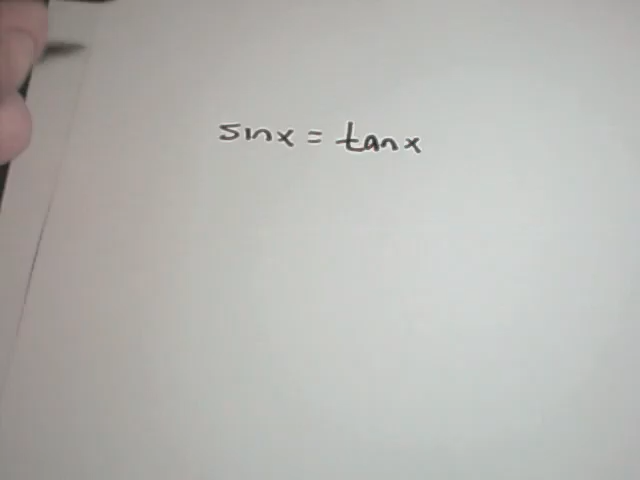 sinx = tanx